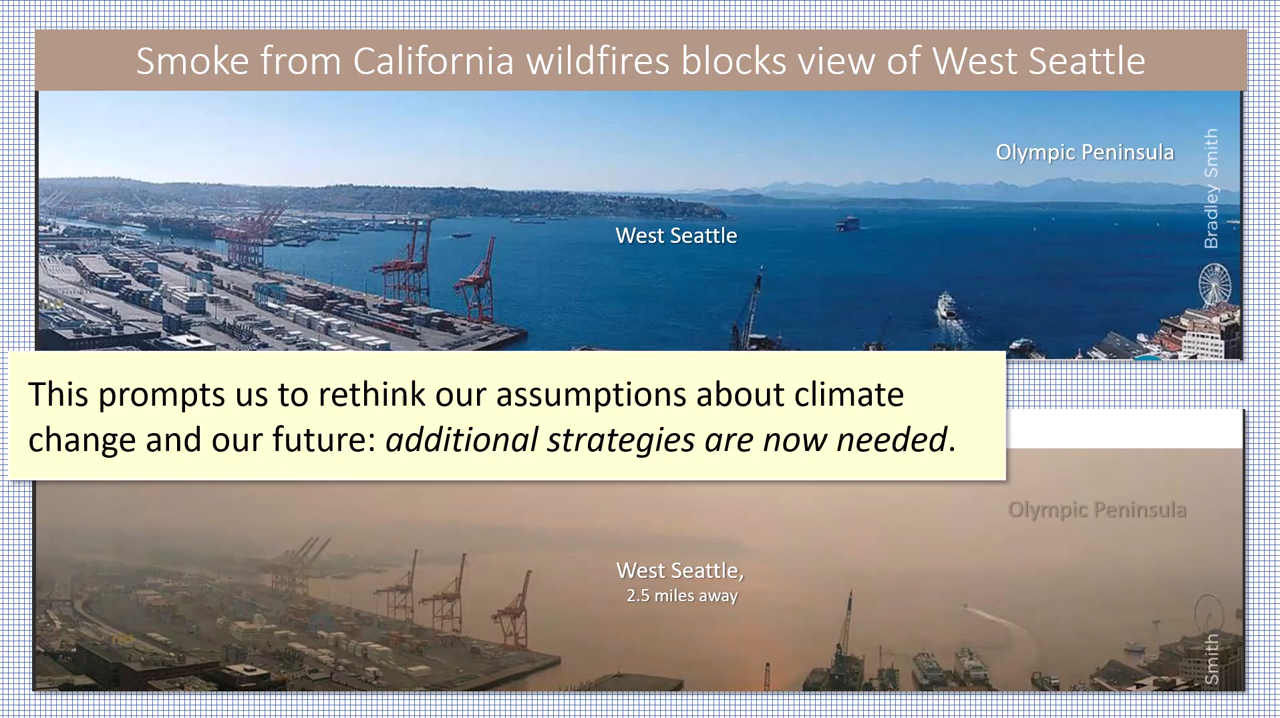 Smoke from California wildfires blocks view of West Seattle
Olympic Peninsula
Bradley Smith
West Seattle
This prompts us to rethink our assumptions about climate
change and our future: additional strategies are now needed.
Olympic Peninsula
West Seattle,
2.5 miles away
Smith